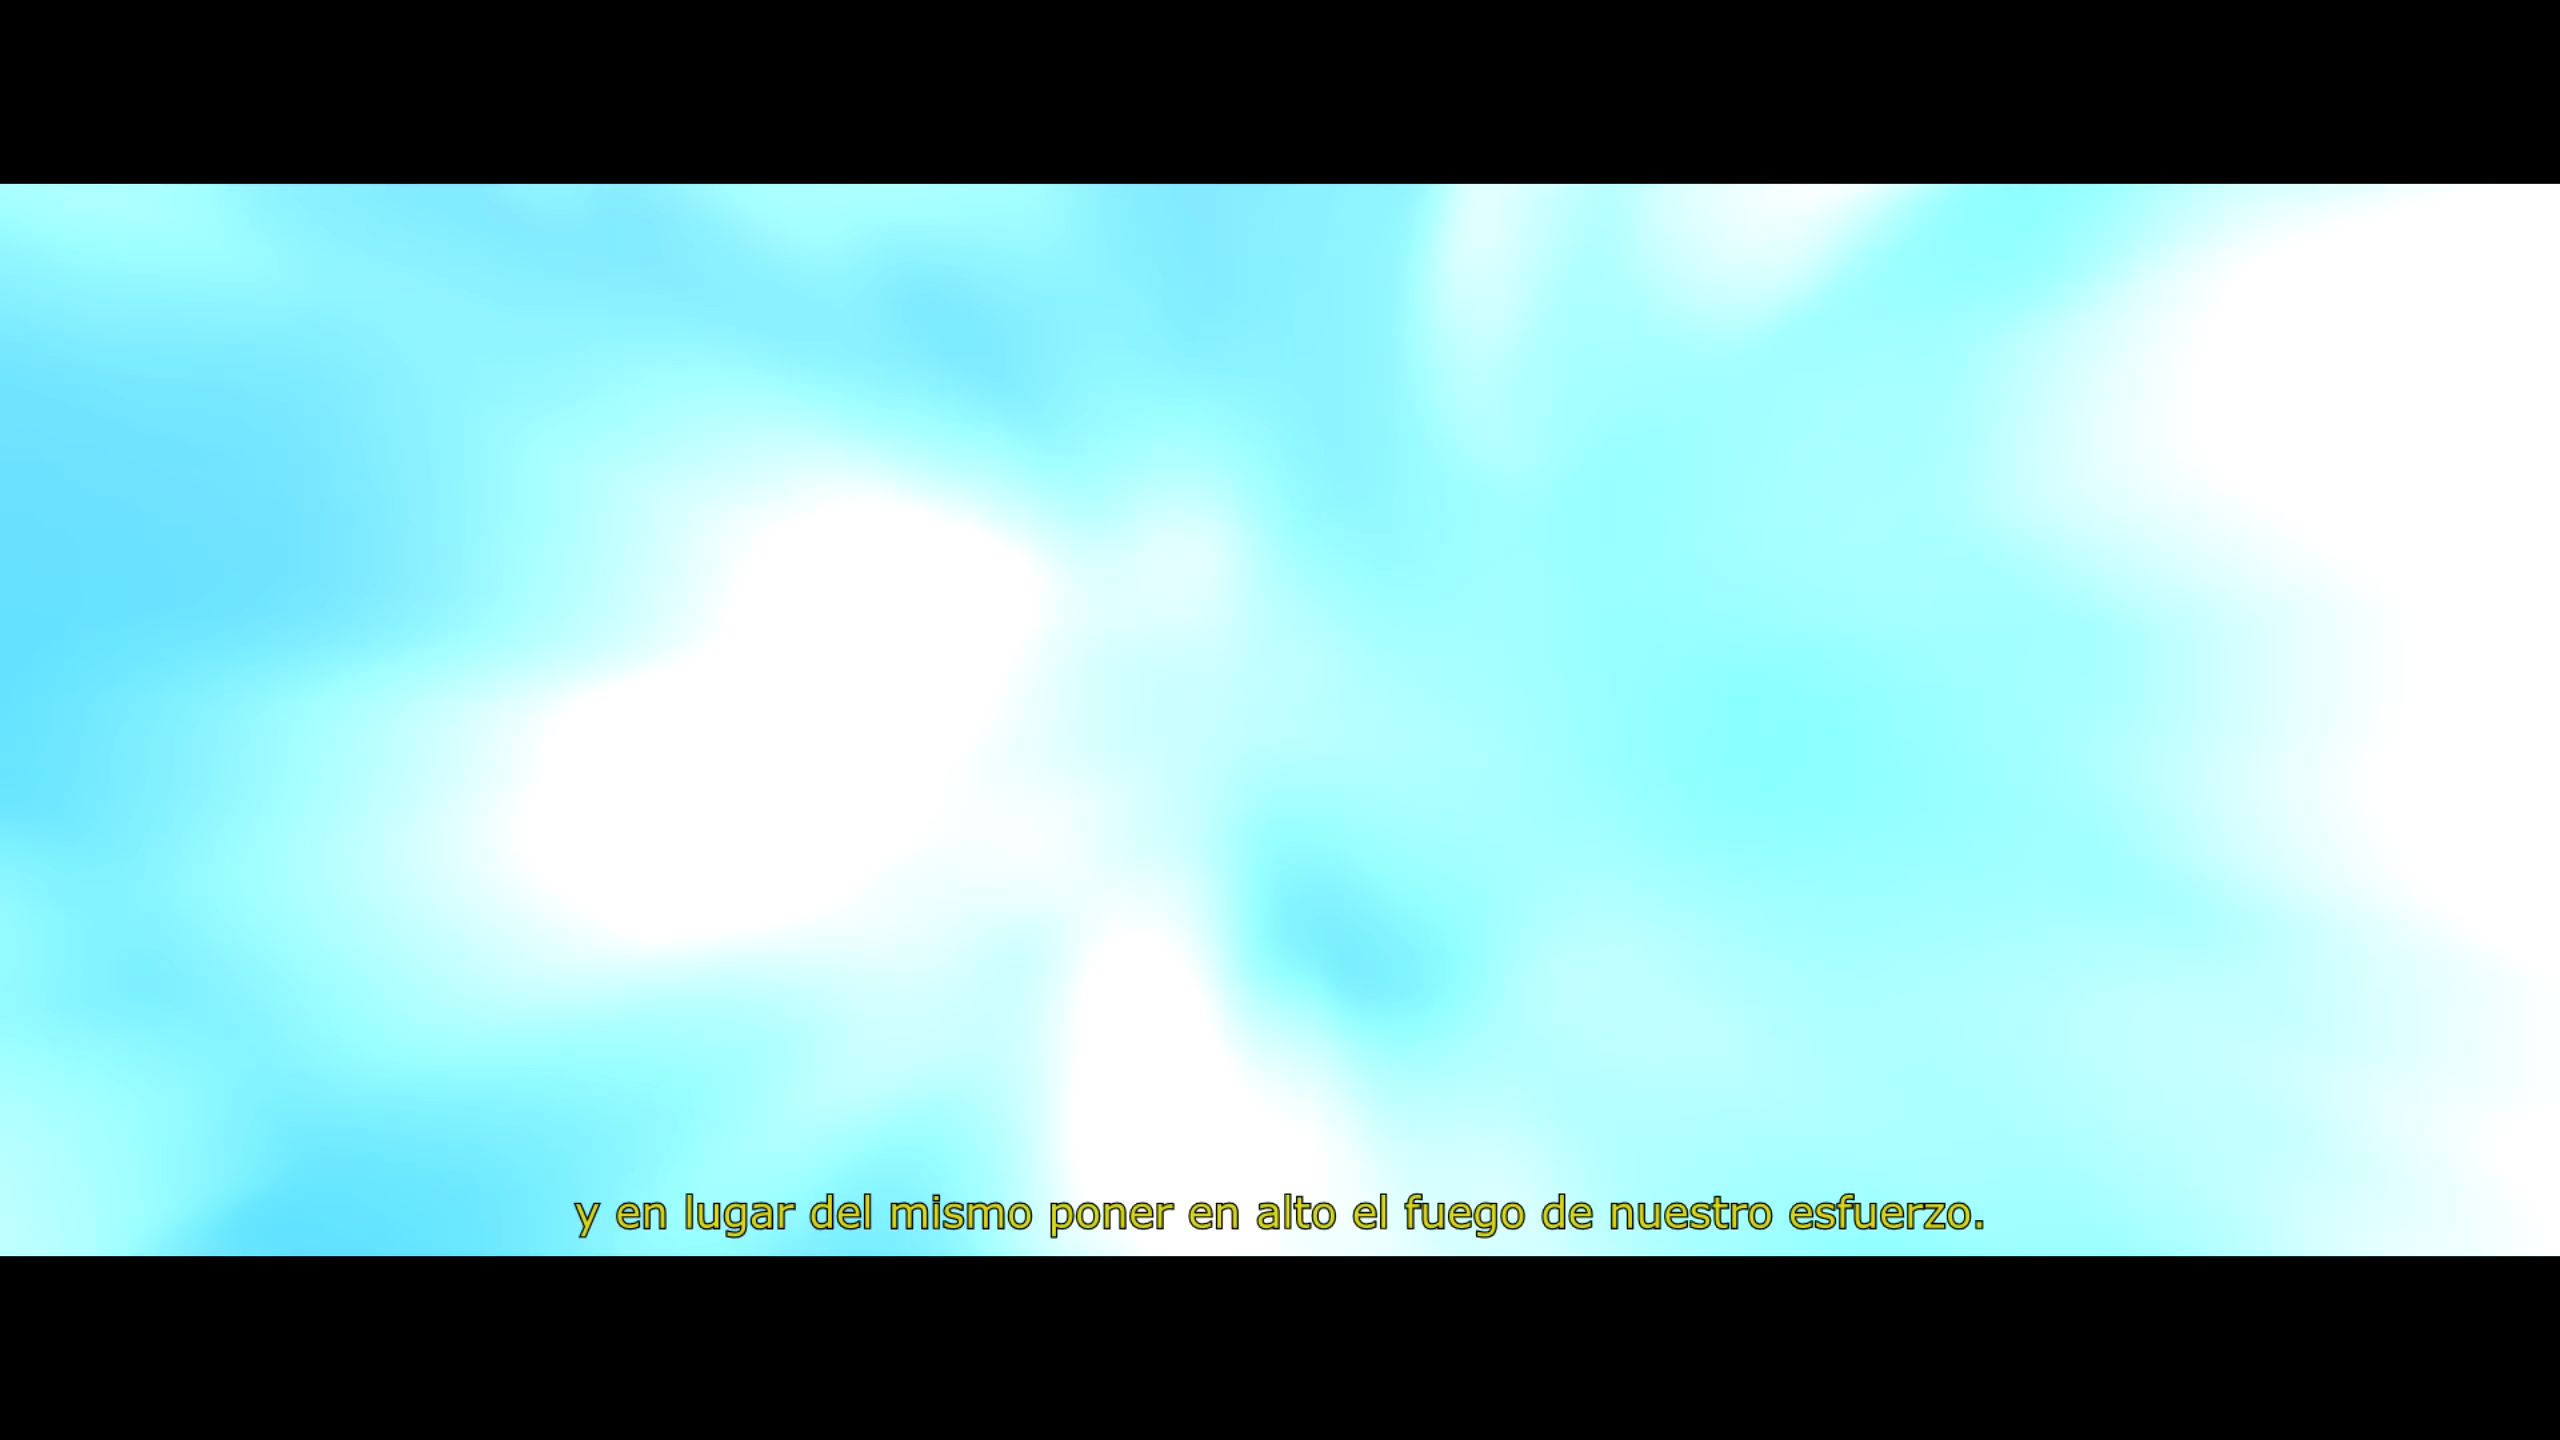 y en lugar del mismo poner en alto el fuego de nuestro esfuerzo.